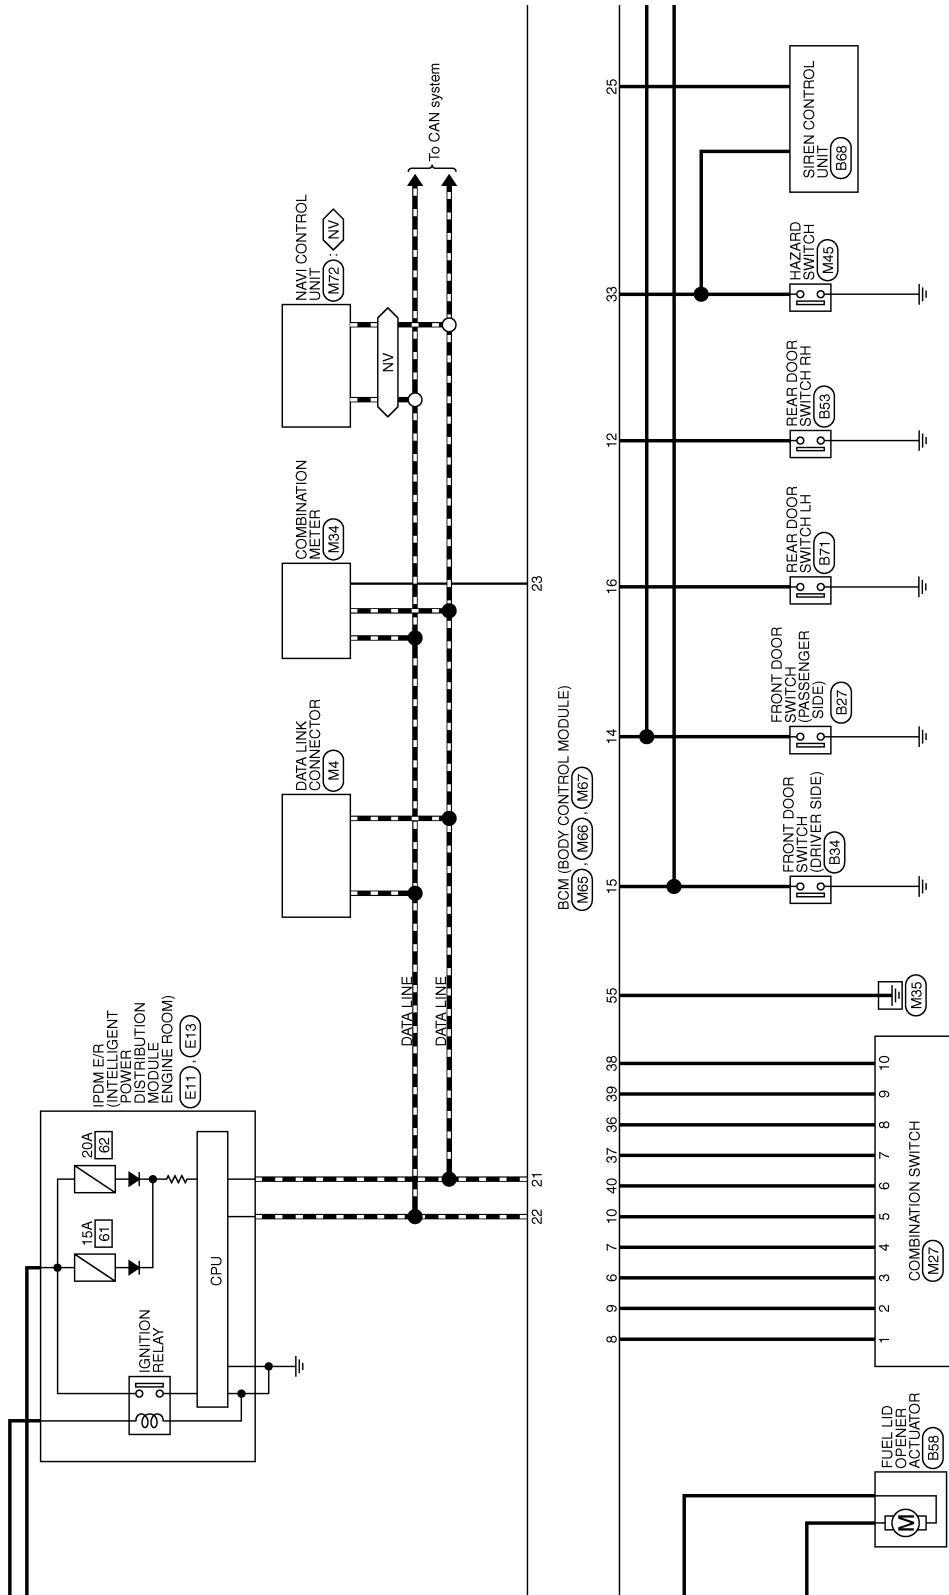 IPDM E/R
(INTELLIGENT
POWER
DISTRIBUTION
MODULE
ENGINE ROOM)
E11 , E13
20A
62
15A
61
IGNITION
RELAY
CPU
DATA LINK
CONNECTOR
M4
COMBINATION
METER
M34
NAVI CONTROL
UNIT
M72 : NV
NV
To CAN system
DATA LINE
DATA LINE
22
21
23
BCM (BODY CONTROL MODULE)
M65 , M66 , M67
8
9
6
7
10
40
37
36
39
38
55
15
14
16
12
33
25
FUEL LID
OPENER
ACTUATOR
B58
M
1
2
3
4
5
6
7
8
9
10
COMBINATION SWITCH
M27
M35
FRONT DOOR
SWITCH
(DRIVER SIDE)
B34
FRONT DOOR
SWITCH
(PASSENGER
SIDE)
B27
REAR DOOR
SWITCH LH
B71
REAR DOOR
SWITCH RH
B53
HAZARD
SWITCH
M45
SIREN CONTROL
UNIT
B68